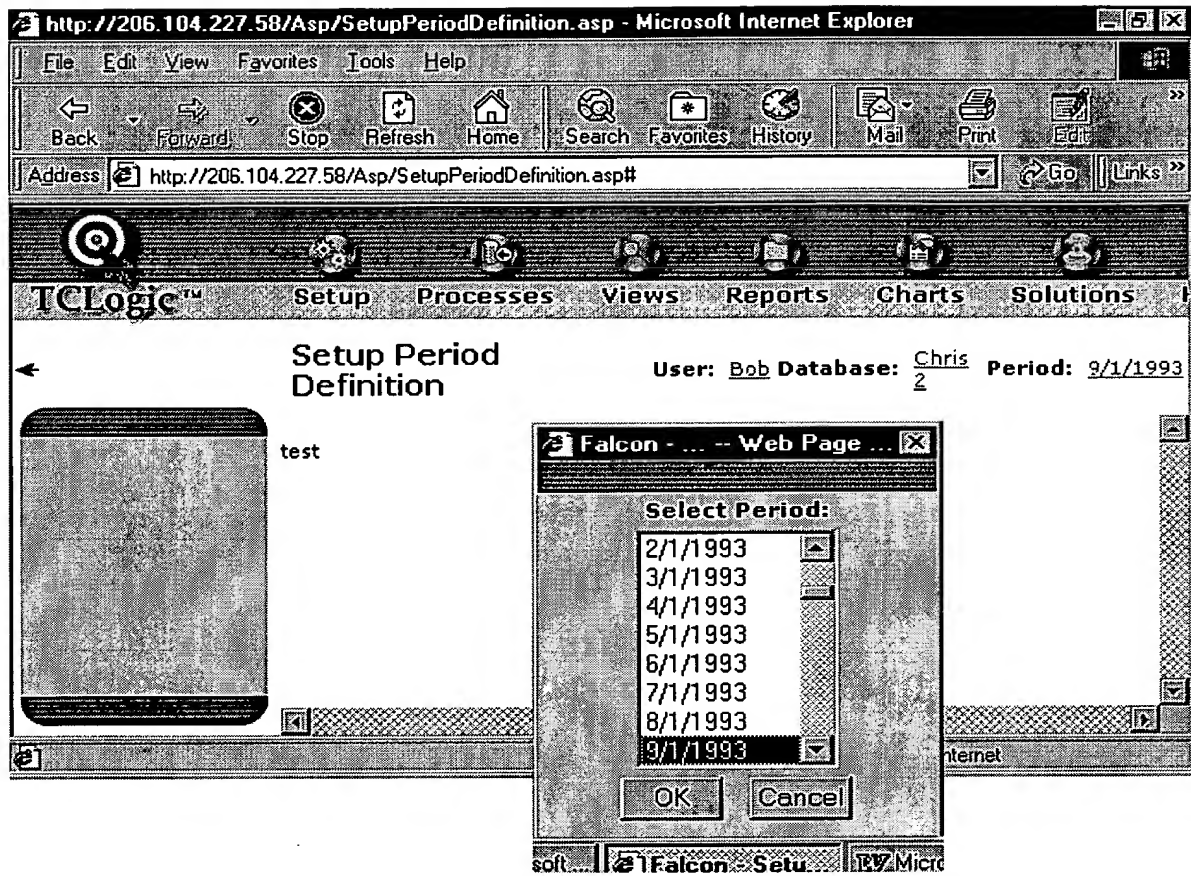 http://206.104.227.58/Asp/SetupPeriodDefinition.asp - Microsoft Internet Explorer
File Edit View Favorites Tools Help
Back Forward Stop Refresh Home Search Favorites History Mail Print Edit »
Address http://206.104.227.58/Asp/SetupPeriodDefinition.asp# Go Links »
TCLogic™ Setup Processes Views Reports Charts Solutions
Setup Period
Definition
User: Bob Database: Chris 2 Period: 9/1/1993
test
Falcon - ... -- Web Page ...
Select Period:
2/1/1993
3/1/1993
4/1/1993
5/1/1993
6/1/1993
7/1/1993
8/1/1993
9/1/1993
OK Cancel
nternet
soft ... Falcon - Setu... Micro